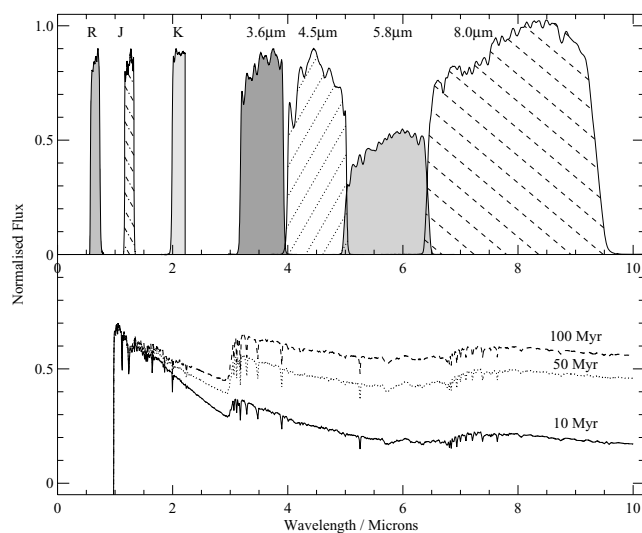 R J K 3.6μm 4.5μm 5.8μm 8.0μm
1.0
0.5
0
0 2 4 6 8 10
Normalised Flux
100 Myr
50 Myr
10 Myr
0.5
0
0 2 4 6 8 10
Wavelength / Microns